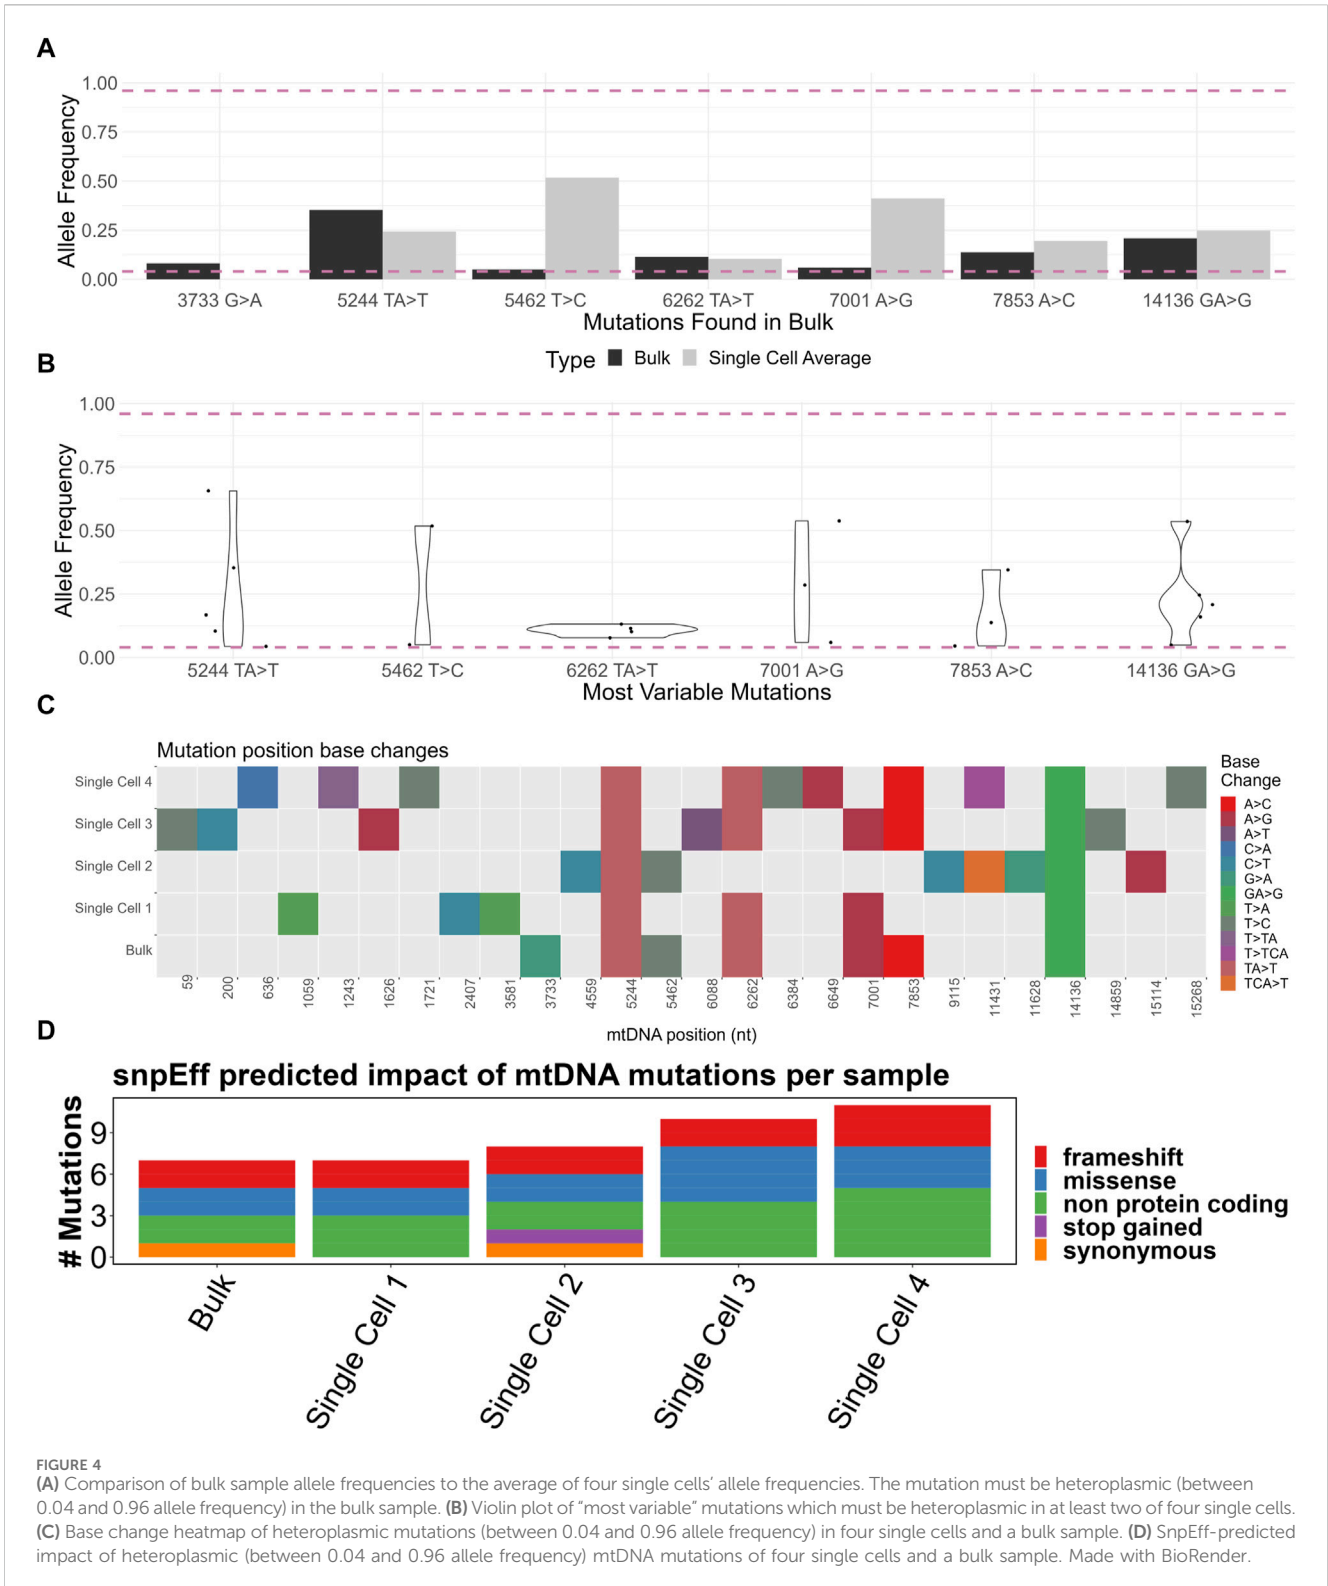 A
1.00
0.75
0.50
0.25
0.00
Allele Frequency
3733 G>A 5244 TA>T 5462 T>C 6262 TA>T 7001 A>G 7853 A>C 14136 GA>G
Mutations Found in Bulk
Type Bulk Single Cell Average
B
1.00
0.75
0.50
0.25
0.00
Allele Frequency
5244 TA>T 5462 T>C 6262 TA>T 7001 A>G 7853 A>C 14136 GA>G
Most Variable Mutations
C
Mutation position base changes
Single Cell 4
Single Cell 3
Single Cell 2
Single Cell 1
Bulk
59 200 636 1059 1243 1626 1721 2407 3581 3733 4559 5244 5462 6088 6262 6384 6649 7001 7853 9115 11431 11628 14136 14859 15114 15268
mtDNA position (nt)
Base
Change
A>C
A>G
A>T
C>A
C>T
G>A
GA>G
T>A
T>C
T>TA
T>TCA
TA>T
TCA>T
D
snpEff predicted impact of mtDNA mutations per sample
# Mutations
9
6
3
0
Bulk Single Cell 1 Single Cell 2 Single Cell 3 Single Cell 4
frameshift
missense
non protein coding
stop gained
synonymous
FIGURE 4
(A) Comparison of bulk sample allele frequencies to the average of four single cells' allele frequencies. The mutation must be heteroplasmic (between
0.04 and 0.96 allele frequency) in the bulk sample. (B) Violin plot of "most variable" mutations which must be heteroplasmic in at least two of four single cells.
(C) Base change heatmap of heteroplasmic mutations (between 0.04 and 0.96 allele frequency) in four single cells and a bulk sample. (D) SnpEff-predicted
impact of heteroplasmic (between 0.04 and 0.96 allele frequency) mtDNA mutations of four single cells and a bulk sample. Made with BioRender.